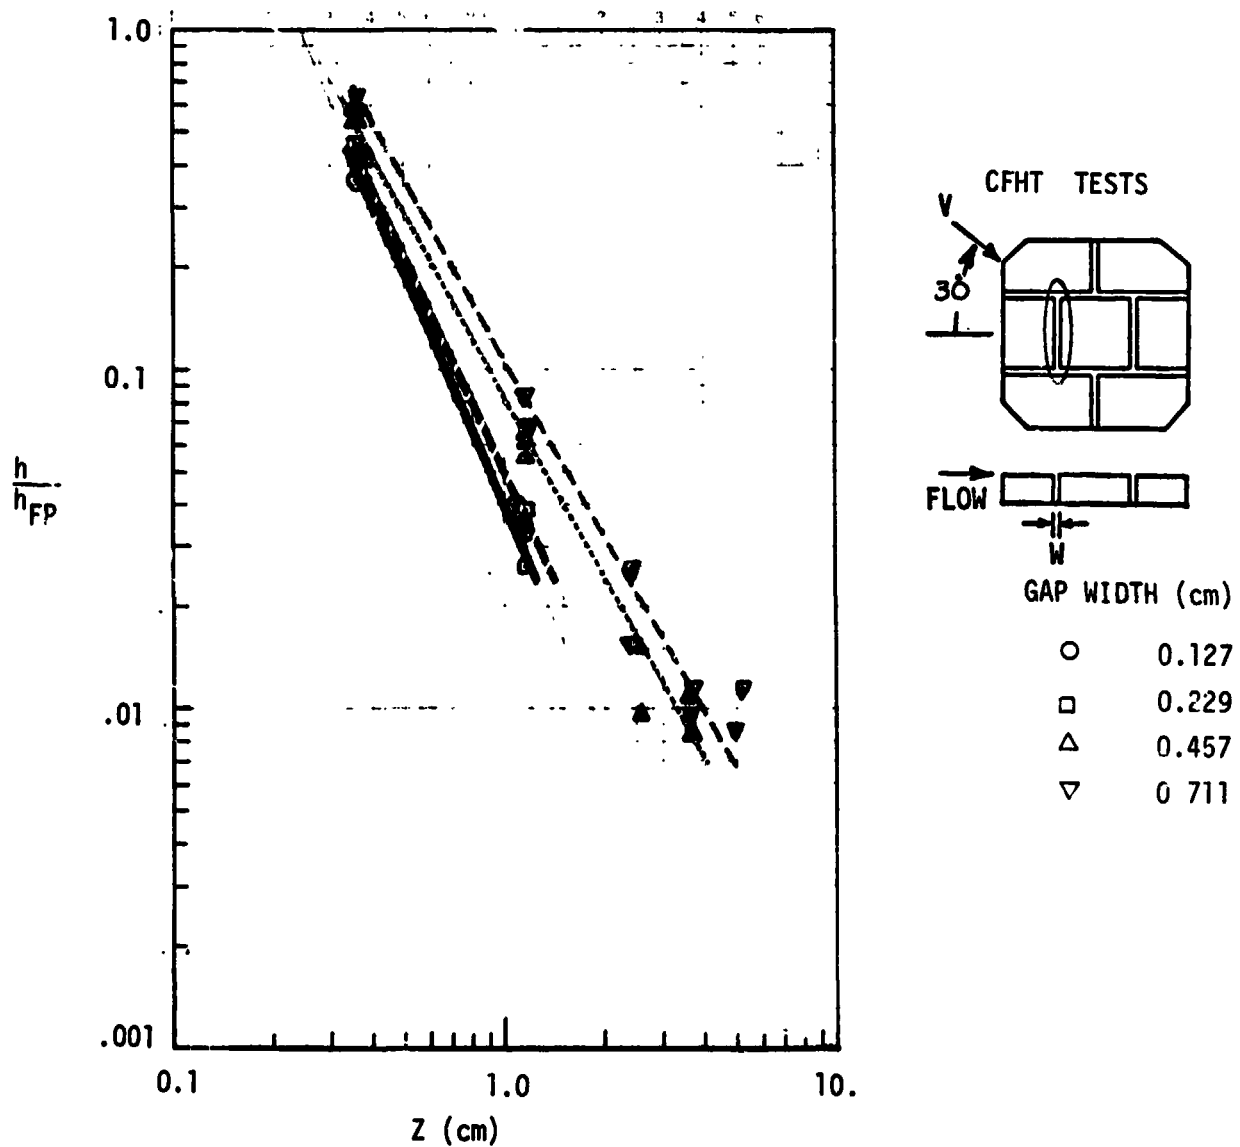 1.0
0.1
.01
.001
h
h_FP
0.1
1.0
10.
Z (cm)
CFHT TESTS
V
30
FLOW
W
GAP WIDTH (cm)
○ 0.127
□ 0.229
△ 0.457
▽ 0 711